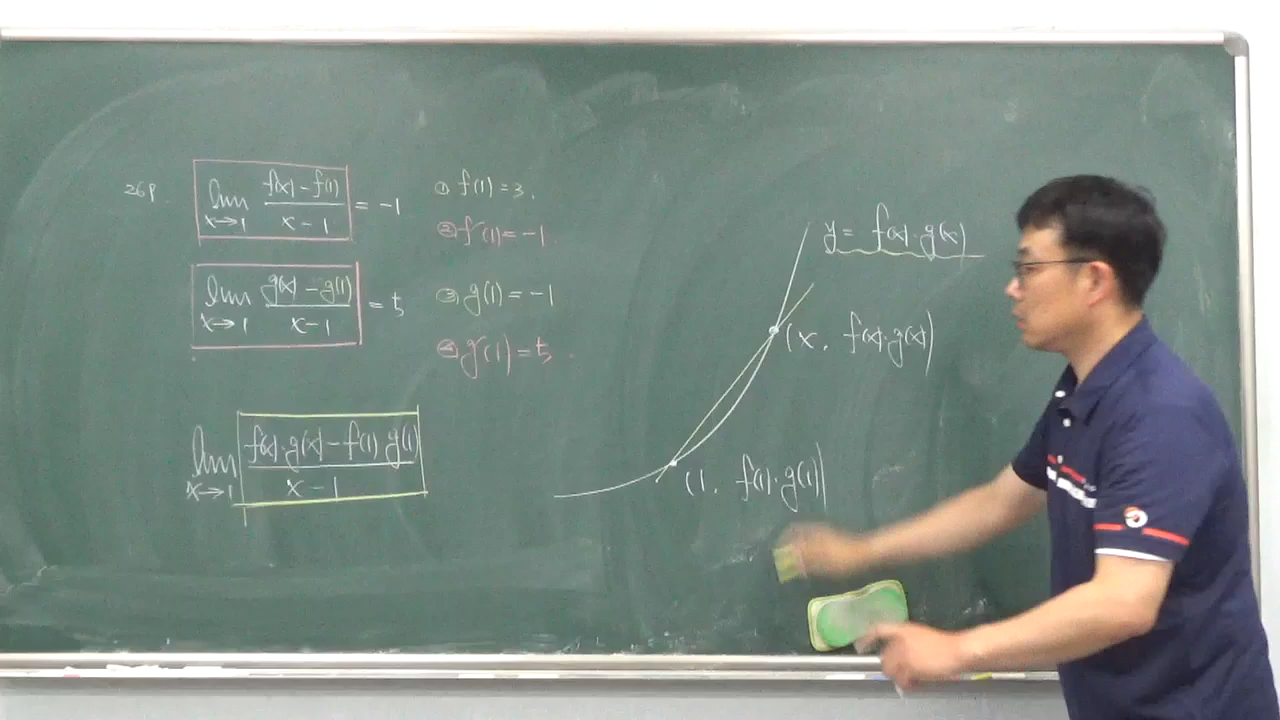 26P.
lim x→1 (f(x) - f(1))/(x - 1) = -1
① f(1) = 3.
② f'(1) = -1.
lim x→1 (g(x) - g(1))/(x - 1) = 5
③ g(1) = -1
④ g'(1) = 5.
lim x→1 (f(x)·g(x) - f(1)·g(1))/(x - 1)
y = f(x)·g(x)
(x, f(x)·g(x))
(1, f(1)·g(1))